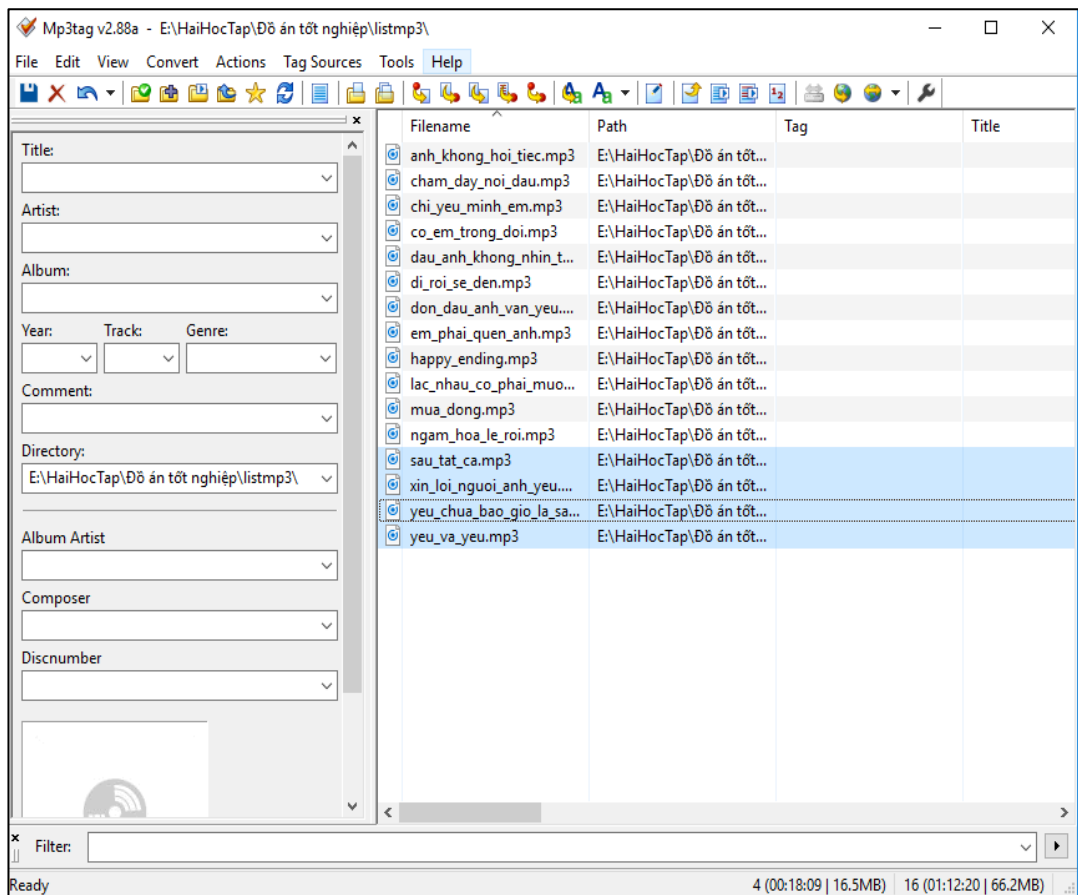 Mp3tag v2.88a - E:\HaiHocTap\Đồ án tốt nghiệp\listmp3\
File Edit View Convert Actions Tag Sources Tools Help
Title:
Artist:
Album:
Year: Track: Genre:
Comment:
Directory:
E:\HaiHocTap\Đồ án tốt nghiệp\listmp3\
Album Artist
Composer
Discnumber
Filename Path Tag Title
anh_khong_hoi_tiec.mp3 E:\HaiHocTap\Đồ án tốt...
cham_day_noi_dau.mp3 E:\HaiHocTap\Đồ án tốt...
chi_yeu_minh_em.mp3 E:\HaiHocTap\Đồ án tốt...
co_em_trong_doi.mp3 E:\HaiHocTap\Đồ án tốt...
dau_anh_khong_nhin_t... E:\HaiHocTap\Đồ án tốt...
di_roi_se_den.mp3 E:\HaiHocTap\Đồ án tốt...
don_dau_anh_van_yeu.... E:\HaiHocTap\Đồ án tốt...
em_phai_quen_anh.mp3 E:\HaiHocTap\Đồ án tốt...
happy_ending.mp3 E:\HaiHocTap\Đồ án tốt...
lac_nhau_co_phai_muo... E:\HaiHocTap\Đồ án tốt...
mua_dong.mp3 E:\HaiHocTap\Đồ án tốt...
ngam_hoa_le_roi.mp3 E:\HaiHocTap\Đồ án tốt...
sau_tat_ca.mp3 E:\HaiHocTap\Đồ án tốt...
xin_loi_nguoi_anh_yeu.... E:\HaiHocTap\Đồ án tốt...
yeu_chua_bao_gio_la_sa... E:\HaiHocTap\Đồ án tốt...
yeu_va_yeu.mp3 E:\HaiHocTap\Đồ án tốt...
Filter:
Ready 4 (00:18:09 | 16.5MB) 16 (01:12:20 | 66.2MB)